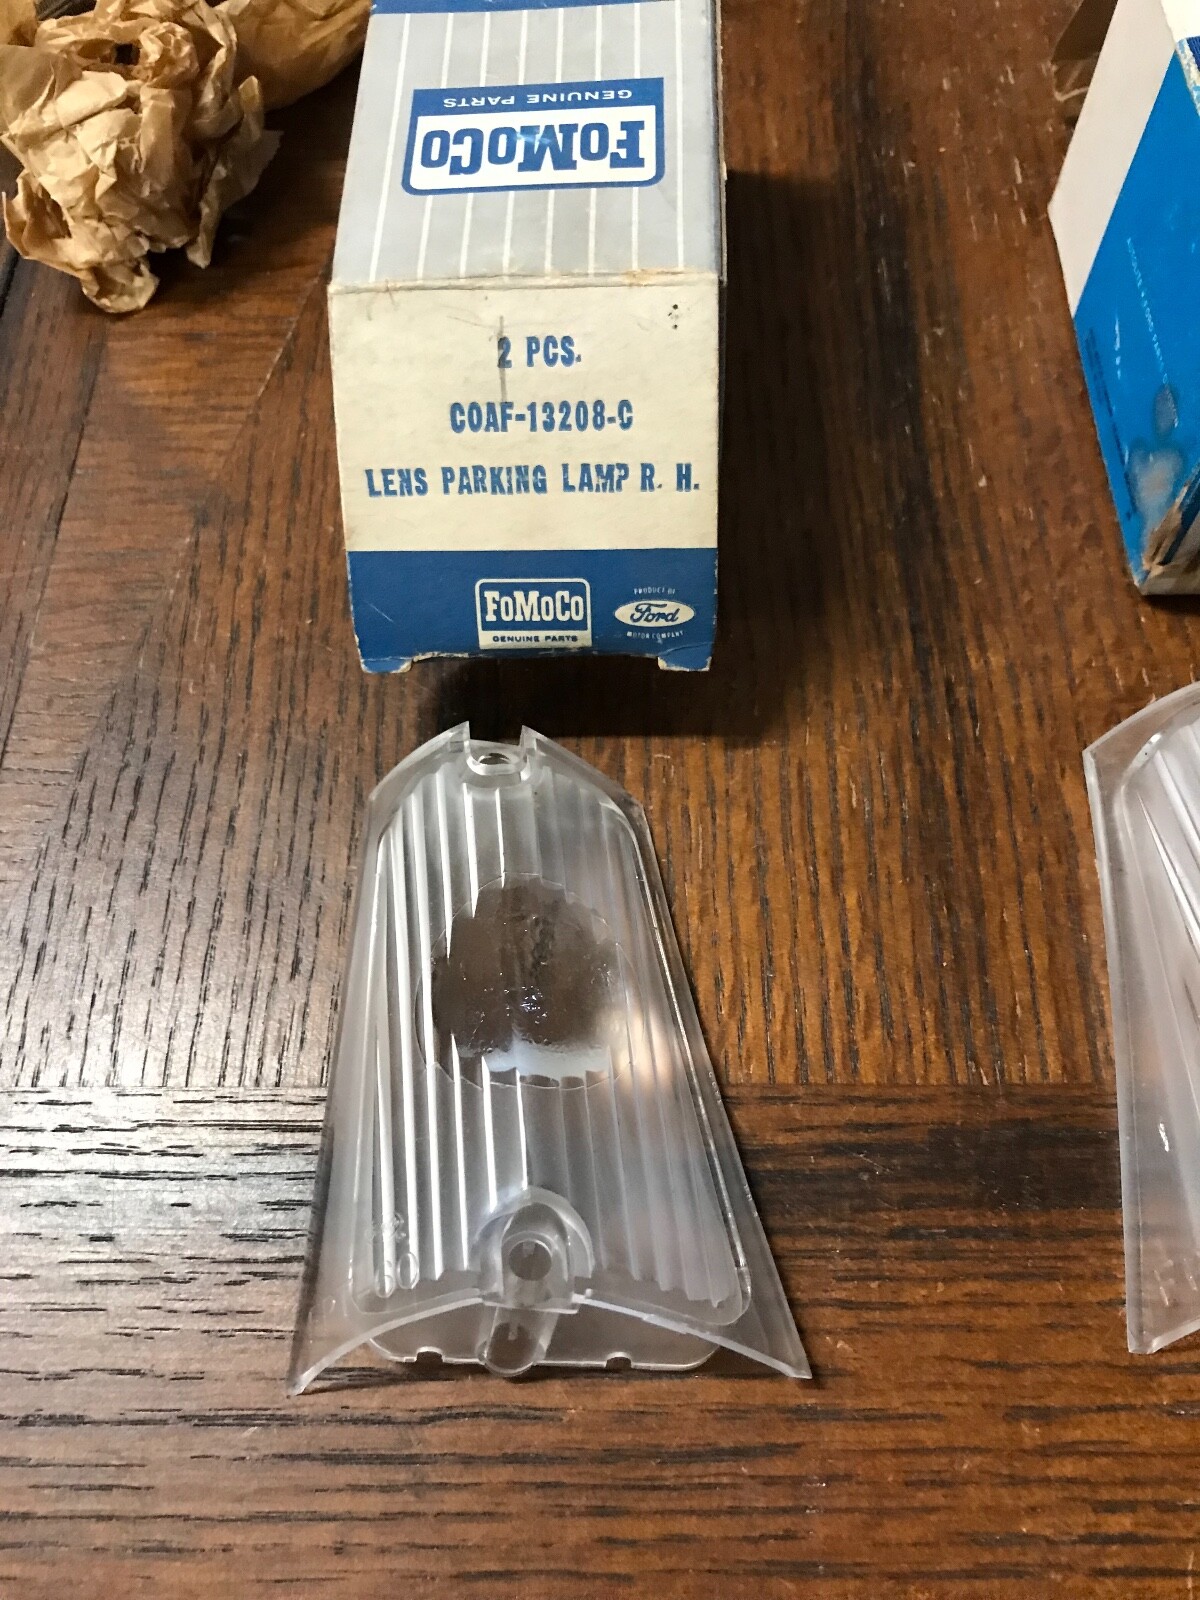 FoMoCo
GENUINE PARTS
2 PCS.
COAF-13208-C
LENS PARKING LAMP R. H.
FoMoCo
GENUINE PARTS
PRODUCT OF
Ford
MOTOR COMPANY